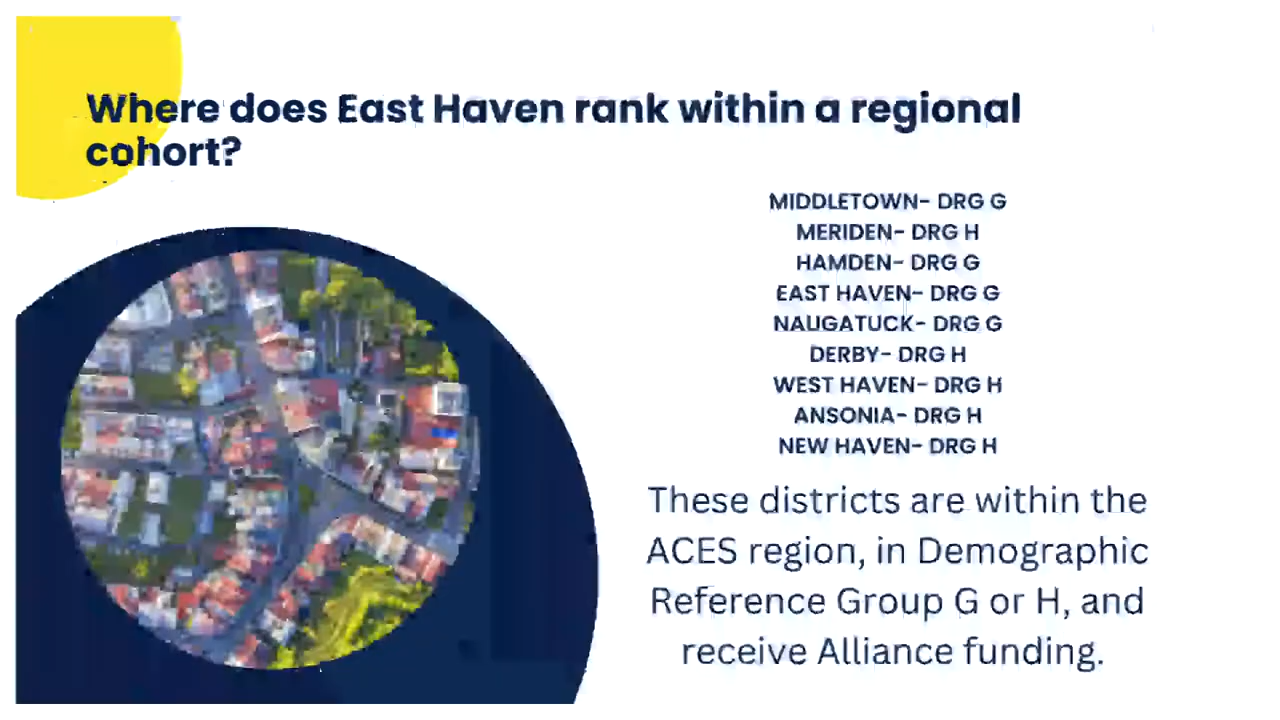 Where does East Haven rank within a regional
cohort?
MIDDLETOWN- DRG G
MERIDEN- DRG H
HAMDEN- DRG G
EAST HAVEN- DRG G
NAUGATUCK- DRG G
DERBY- DRG H
WEST HAVEN- DRG H
ANSONIA- DRG H
NEW HAVEN- DRG H
These districts are within the
ACES region, in Demographic
Reference Group G or H, and
receive Alliance funding.